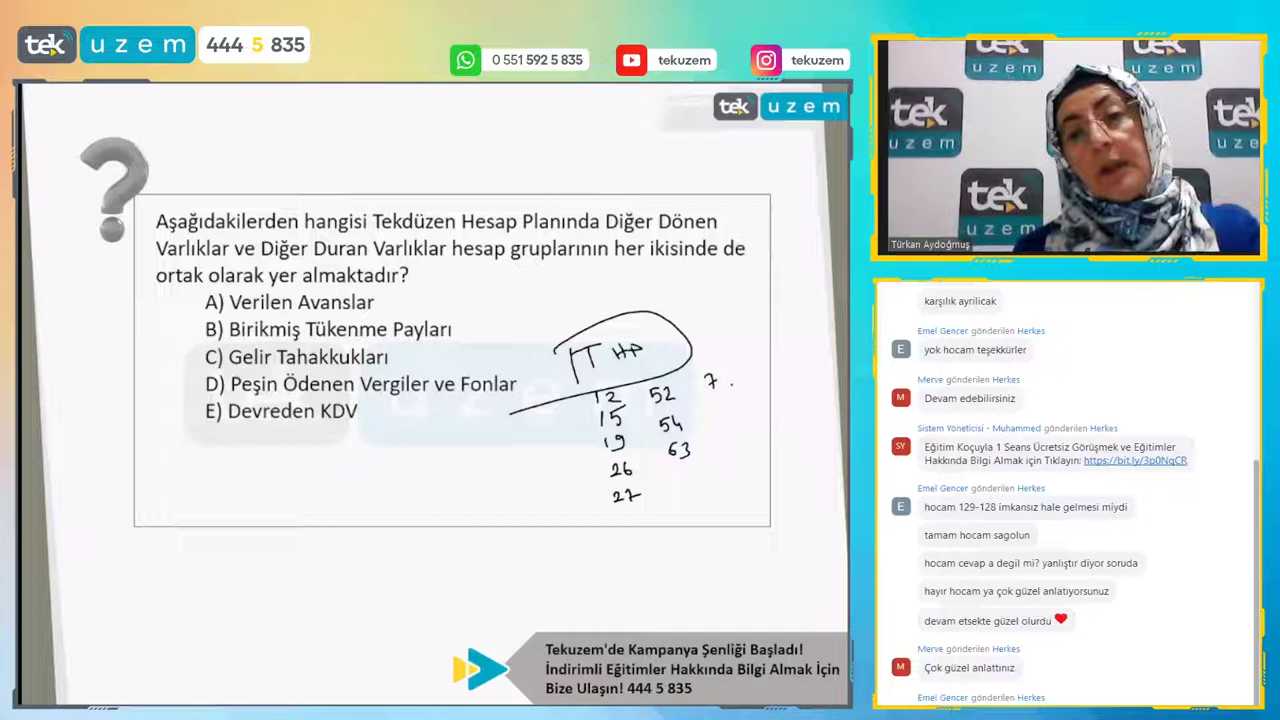 tek
uzem
444 5 835
0 551 592 5 835
tekuzem
tekuzem
tek uzem
Aşağıdakilerden hangisi Tekdüzen Hesap Planında Diğer Dönen
Varlıklar ve Diğer Duran Varlıklar hesap gruplarının her ikisinde de
ortak olarak yer almaktadır?
A) Verilen Avanslar
B) Birikmiş Tükenme Payları
C) Gelir Tahakkukları
D) Peşin Ödenen Vergiler ve Fonlar
E) Devreden KDV
12 52 7.
15 54
19 63
26
27
Tekuzem'de Kampanya Şenliği Başladı!
İndirimli Eğitimler Hakkında Bilgi Almak İçin
Bize Ulaşın! 444 5 835
tek
uzem
tek
uzem
Türkan Aydoğmuş
karşılık ayrilicak
Emel Gencer gönderilen Herkes
E
yok hocam teşekkürler
Merve gönderilen Herkes
A
Devam edebilirsiniz
Sistem Yöneticisi - Muhammed gönderilen Herkes
SY
Eğitim Koçuyla 1 Seans Ücretsiz Görüşmek ve Eğitimler
Hakkında Bilgi Almak için Tıklayın: https://bit.ly/3p0NqCR
Emel Gencer gönderilen Herkes
E
hocam 129-128 imkansız hale gelmesi miydi
tamam hocam sagolun
hocam cevap a degil mi? yanlıştır diyor soruda
hayır hocam ya çok güzel anlatıyorsunuz
devam etsekte güzel olurdu
Merve gönderilen Herkes
A
Çok güzel anlattınız
Emel Gencer gönderilen Herkes